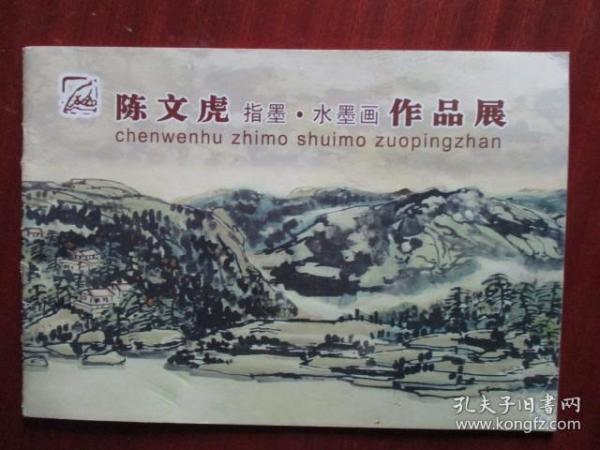 陈文虎 指墨·水墨画 作品展
chenwenhu zhimo shuimo zuopingzhan
孔夫子旧书网
www.kongfz.com